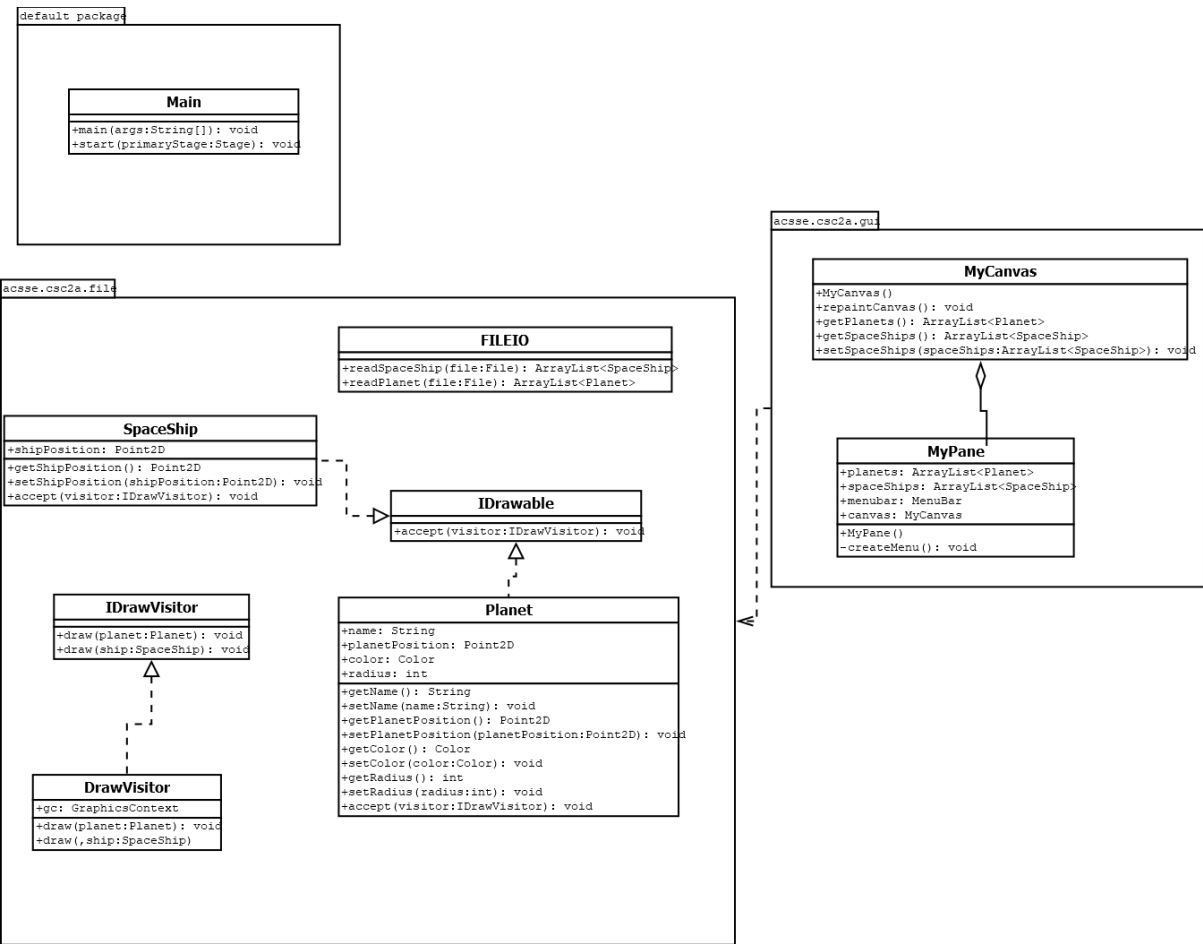 default package
Main
+main(args:String[]): void
+start(primaryStage:Stage): void
acsse.csc2a.gui
MyCanvas
+MyCanvas()
+repaintCanvas(): void
+getPlanets(): ArrayList<Planet>
+getSpaceShips(): ArrayList<SpaceShip>
+setSpaceShips(spaceShips:ArrayList<SpaceShip>): void
MyPane
+planets: ArrayList<Planet>
+spaceShips: ArrayList<SpaceShip>
+menubar: MenuBar
+canvas: MyCanvas
+MyPane()
-createMenu(): void
acsse.csc2a.file
FILEIO
+readSpaceShip(file:File): ArrayList<SpaceShip>
+readPlanet(file:File): ArrayList<Planet>
SpaceShip
+shipPosition: Point2D
+getShipPosition(): Point2D
+setShipPosition(shipPosition:Point2D): void
+accept(visitor:IDrawVisitor): void
IDrawable
+accept(visitor:IDrawVisitor): void
IDrawVisitor
+draw(planet:Planet): void
+draw(ship:SpaceShip): void
Planet
+name: String
+planetPosition: Point2D
+color: Color
+radius: int
+getName(): String
+setName(name:String): void
+getPlanetPosition(): Point2D
+setPlanetPosition(planetPosition:Point2D): void
+getColor(): Color
+setColor(color:Color): void
+getRadius(): int
+setRadius(radius:int): void
+accept(visitor:IDrawVisitor): void
DrawVisitor
+gc: GraphicsContext
+draw(planet:Planet): void
+draw(,ship:SpaceShip)